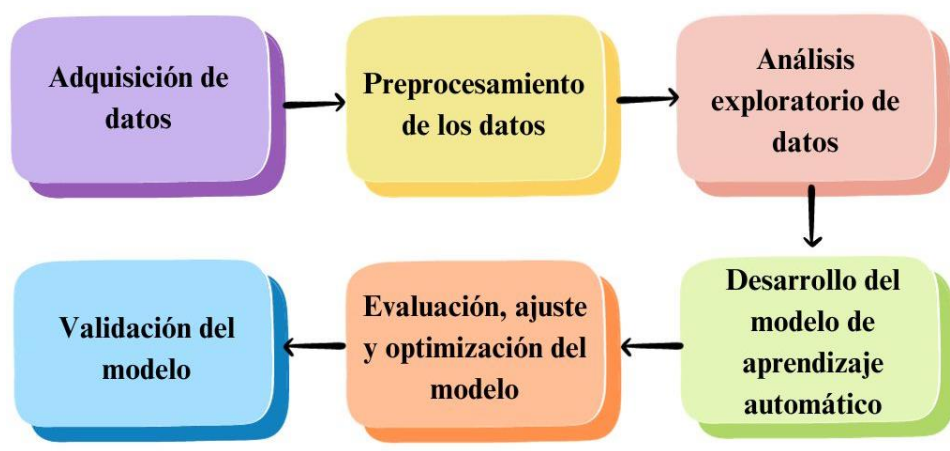 Adquisición de
datos
Preprocesamiento
de los datos
Análisis
exploratorio de
datos
Desarrollo del
modelo de
aprendizaje
automático
Evaluación, ajuste
y optimización del
modelo
Validación del
modelo